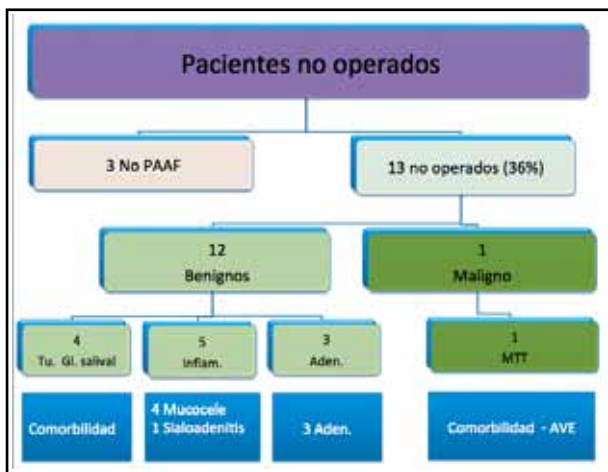 Pacientes no operados
3 No PAAF
13 no operados (36%)
12
Benignos
1
Maligno
4
Tu. Gl. salival
5
Inflam.
3
Aden.
1
MTT
Comorbilidad
4 Mucocele
1 Sialoadenitis
3 Aden.
Comorbilidad - AVE